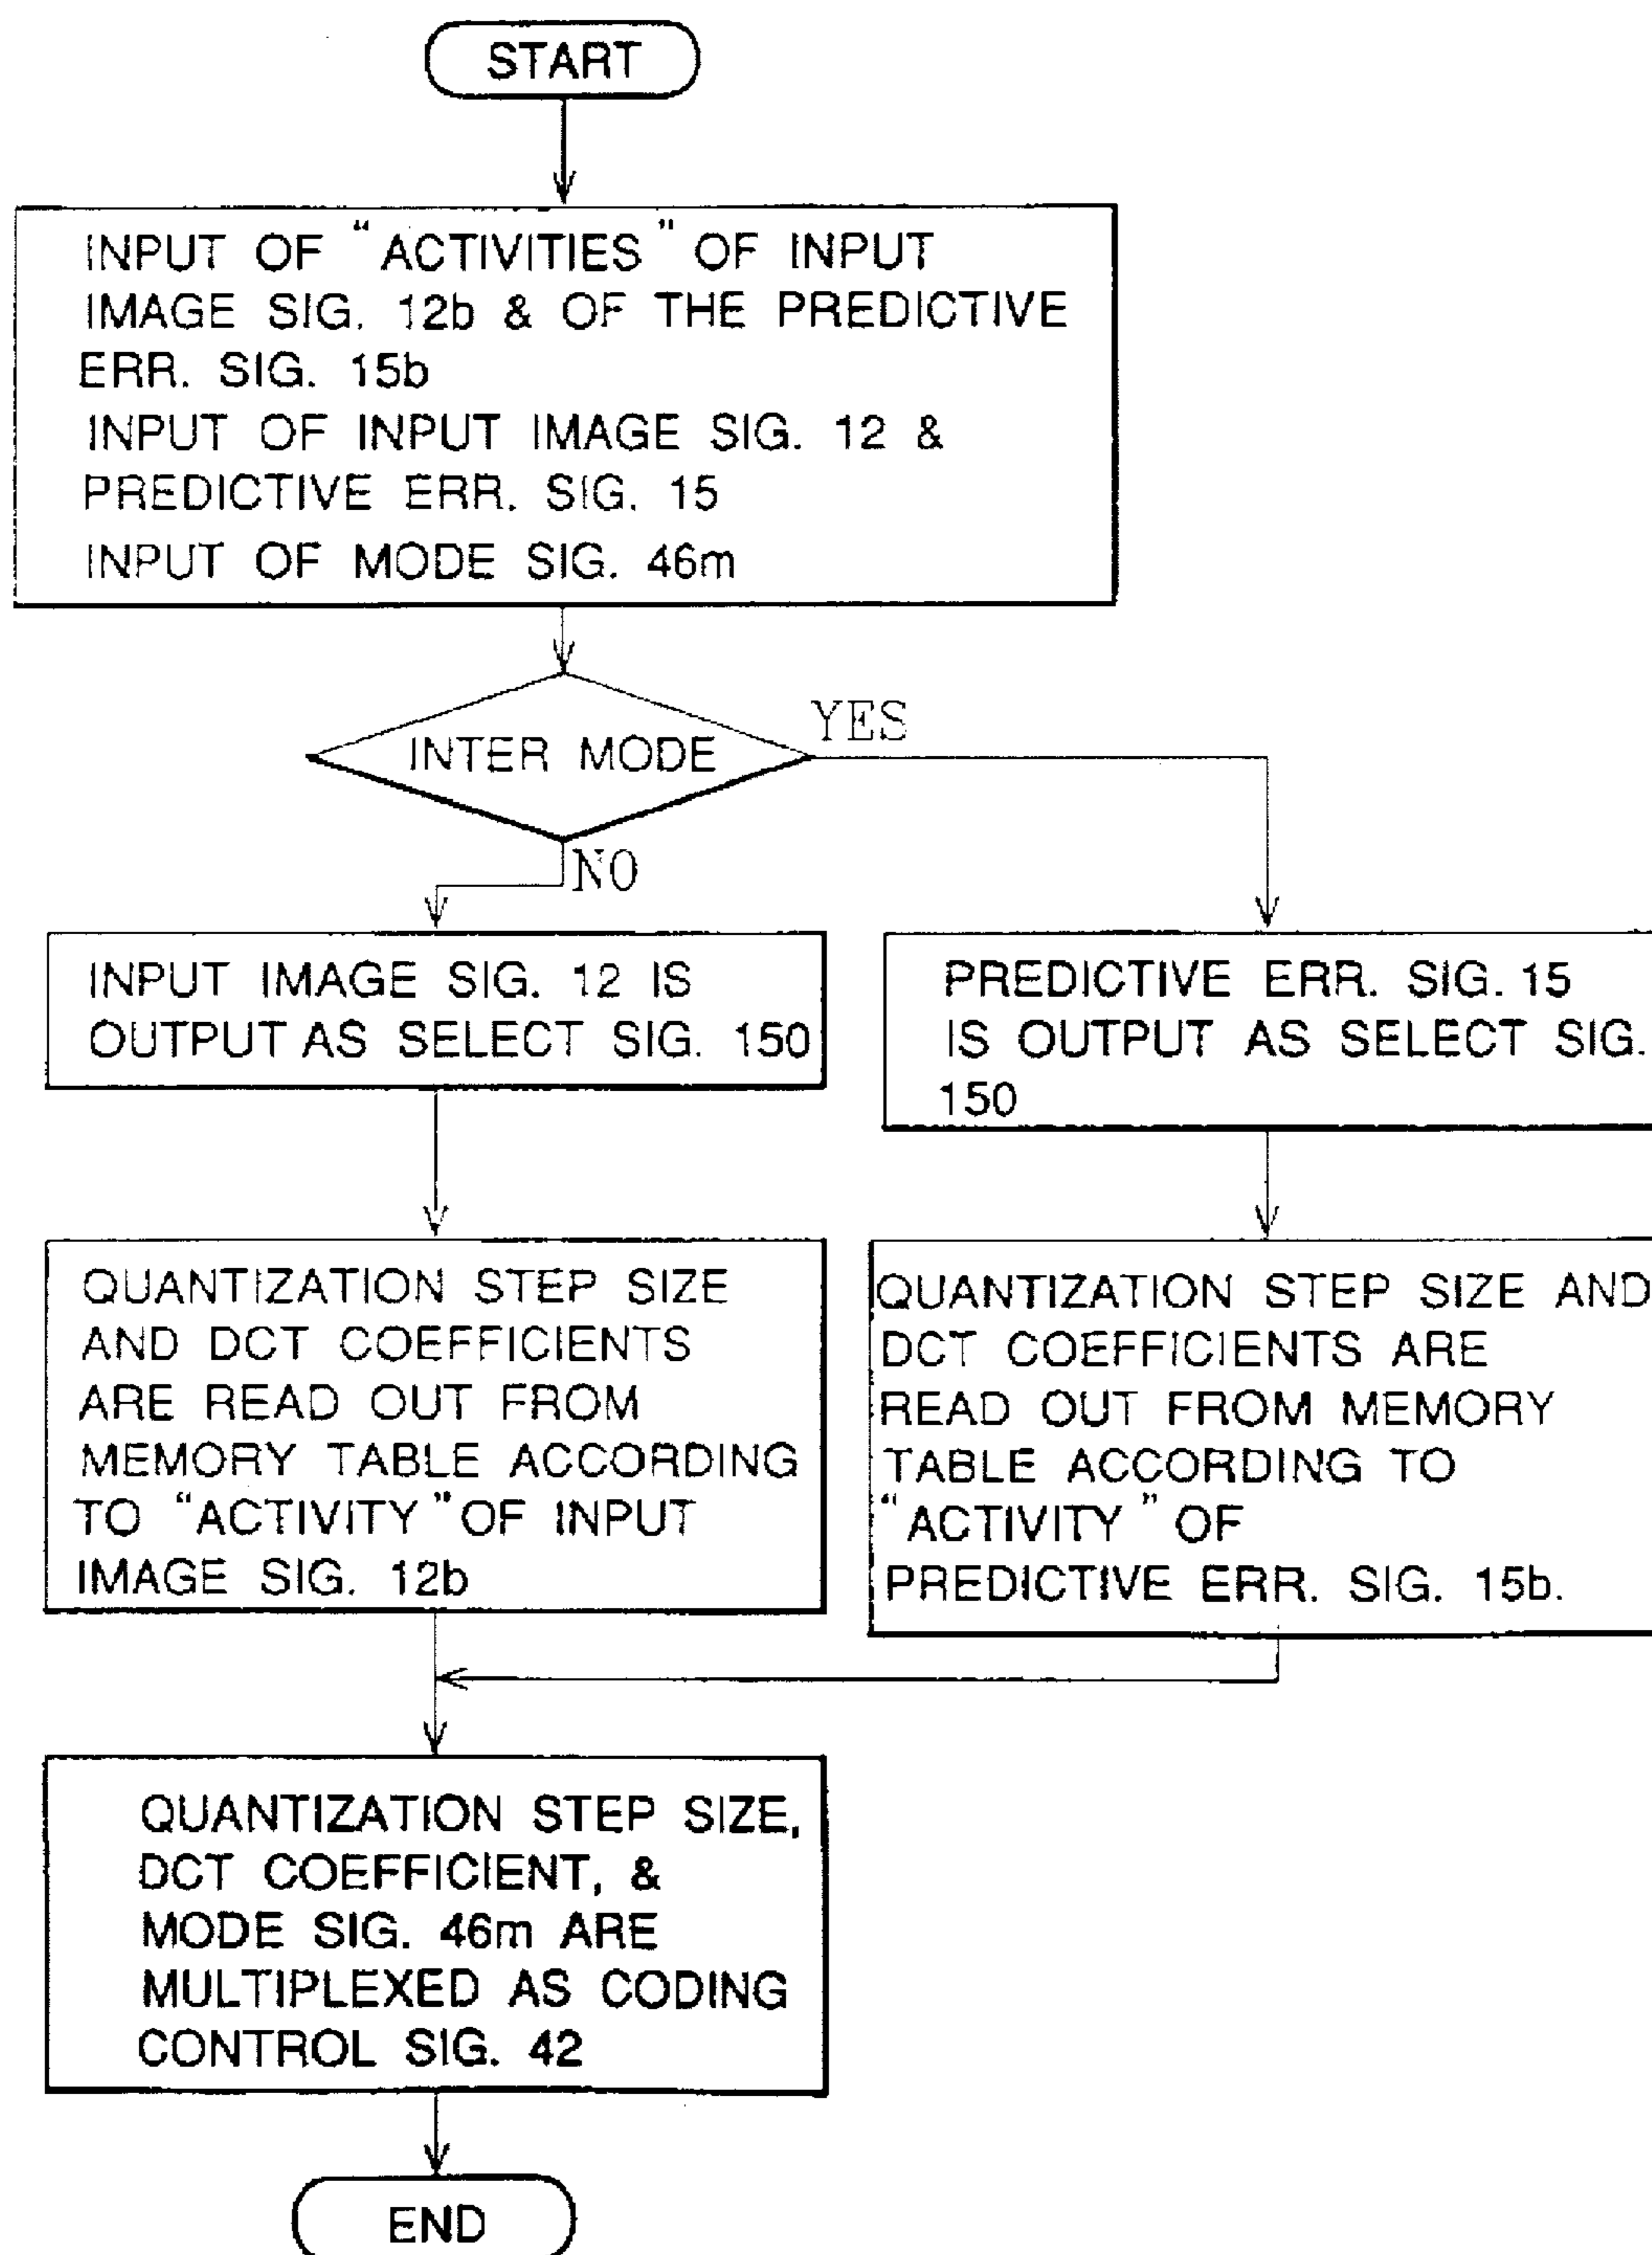 START
INPUT OF "ACTIVITIES" OF INPUT
IMAGE SIG. 12b & OF THE PREDICTIVE
ERR. SIG. 15b
INPUT OF INPUT IMAGE SIG. 12 &
PREDICTIVE ERR. SIG. 15
INPUT OF MODE SIG. 46m
INTER MODE
YES
NO
INPUT IMAGE SIG. 12 IS
OUTPUT AS SELECT SIG. 150
PREDICTIVE ERR. SIG. 15
IS OUTPUT AS SELECT SIG.
150
QUANTIZATION STEP SIZE
AND DCT COEFFICIENTS
ARE READ OUT FROM
MEMORY TABLE ACCORDING
TO "ACTIVITY" OF INPUT
IMAGE SIG. 12b
QUANTIZATION STEP SIZE AND
DCT COEFFICIENTS ARE
READ OUT FROM MEMORY
TABLE ACCORDING TO
"ACTIVITY" OF
PREDICTIVE ERR. SIG. 15b.
QUANTIZATION STEP SIZE,
DCT COEFFICIENT, &
MODE SIG. 46m ARE
MULTIPLEXED AS CODING
CONTROL SIG. 42
END